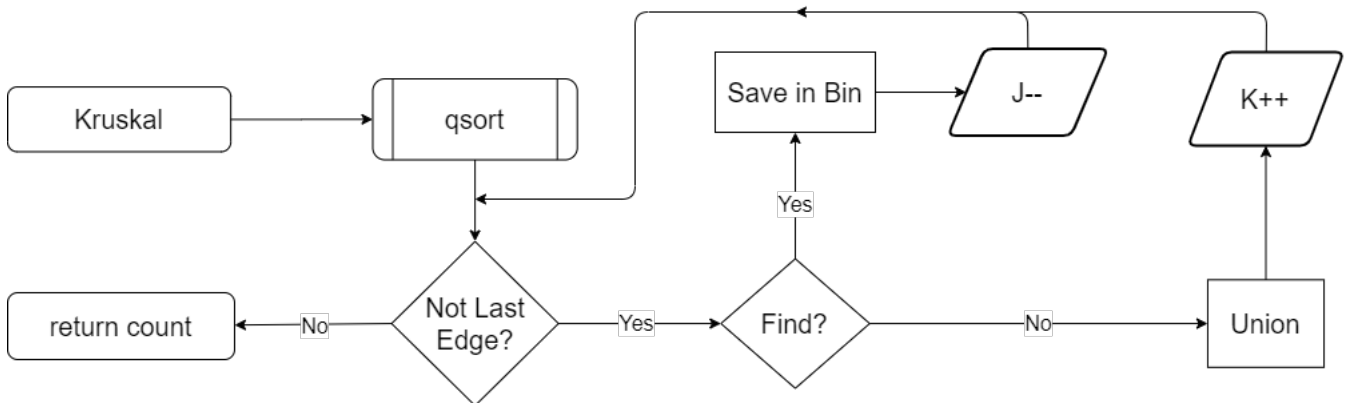 Kruskal
qsort
Save in Bin
J--
K++
Yes
return count
No
Not Last
Edge?
Yes
Find?
No
Union